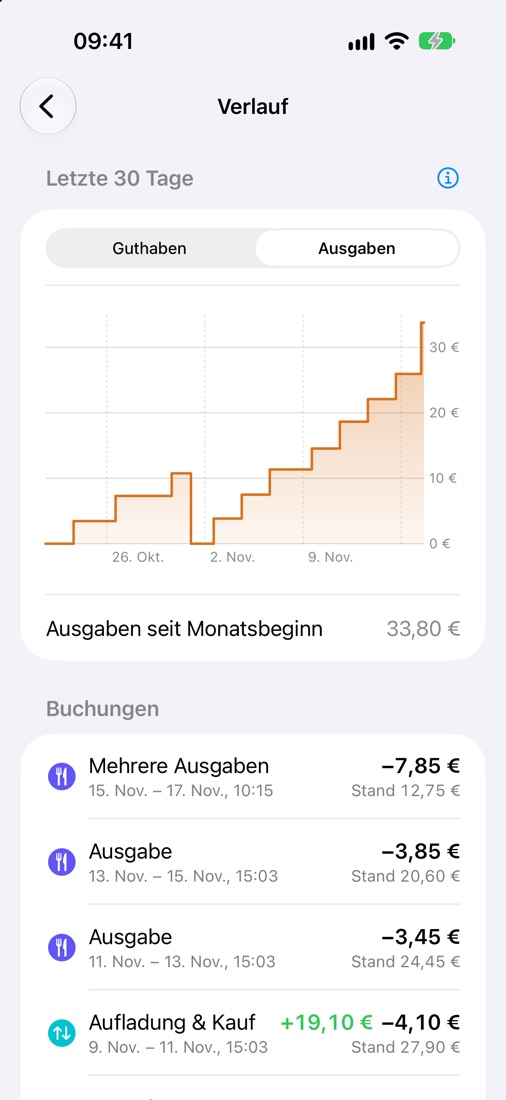 09:41
Verlauf
Letzte 30 Tage
Guthaben
Ausgaben
30 €
20 €
10 €
0 €
26. Okt.
2. Nov.
9. Nov.
Ausgaben seit Monatsbeginn 33,80 €
Buchungen
Mehrere Ausgaben −7,85 €
15. Nov. – 17. Nov., 10:15 Stand 12,75 €
Ausgabe −3,85 €
13. Nov. – 15. Nov., 15:03 Stand 20,60 €
Ausgabe −3,45 €
11. Nov. – 13. Nov., 15:03 Stand 24,45 €
Aufladung & Kauf +19,10 € −4,10 €
9. Nov. – 11. Nov., 15:03 Stand 27,90 €